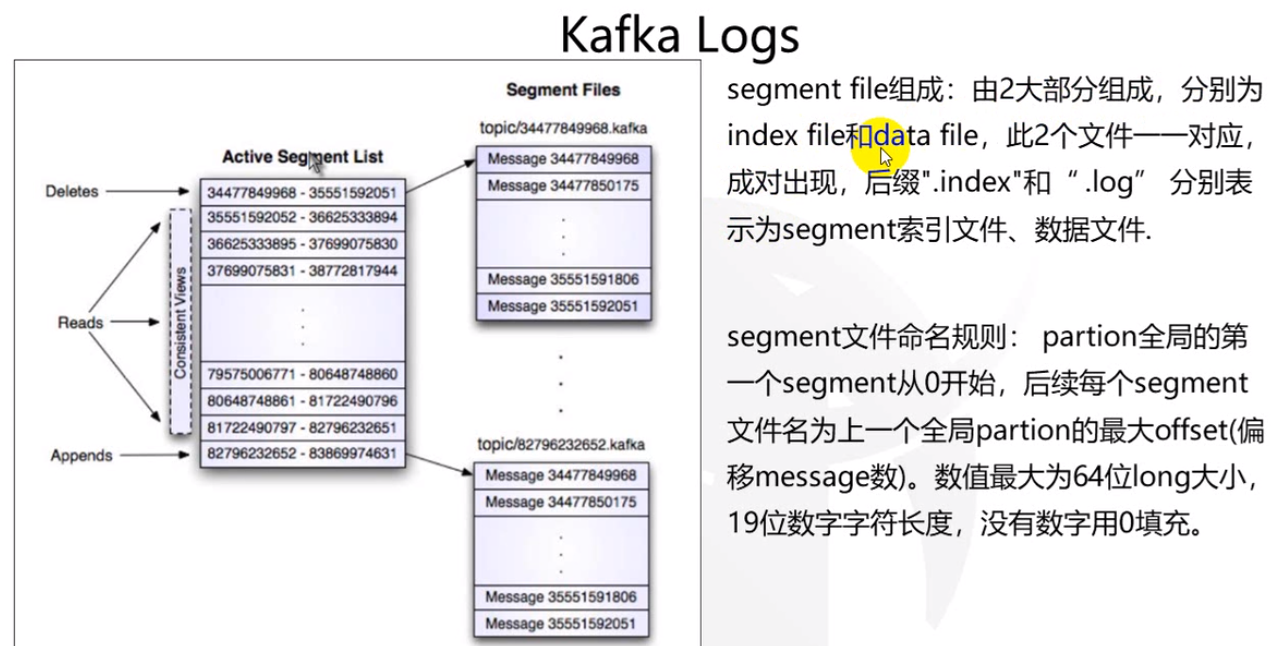 Kafka Logs
Segment Files
topic/34477849968.kafka
Message 34477849968
Message 34477850175
Message 35551591806
Message 35551592051
Active Segment List
Deletes
34477849968 - 35551592051
35551592052 - 36625333894
36625333895 - 37699075830
37699075831 - 38772817944
Reads
Consistent Views
79575006771 - 80648748860
80648748861 - 81722490796
81722490797 - 82796232651
Appends
82796232652 - 83869974631
topic/82796232652.kafka
Message 34477849968
Message 34477850175
Message 35551591806
Message 35551592051
segment file组成：由2大部分组成，分别为
index file和data file，此2个文件一一对应，
成对出现，后缀".index"和“ .log” 分别表
示为segment索引文件、数据文件.
segment文件命名规则： partion全局的第
一个segment从0开始，后续每个segment
文件名为上一个全局partion的最大offset(偏
移message数)。数值最大为64位long大小，
19位数字字符长度，没有数字用0填充。